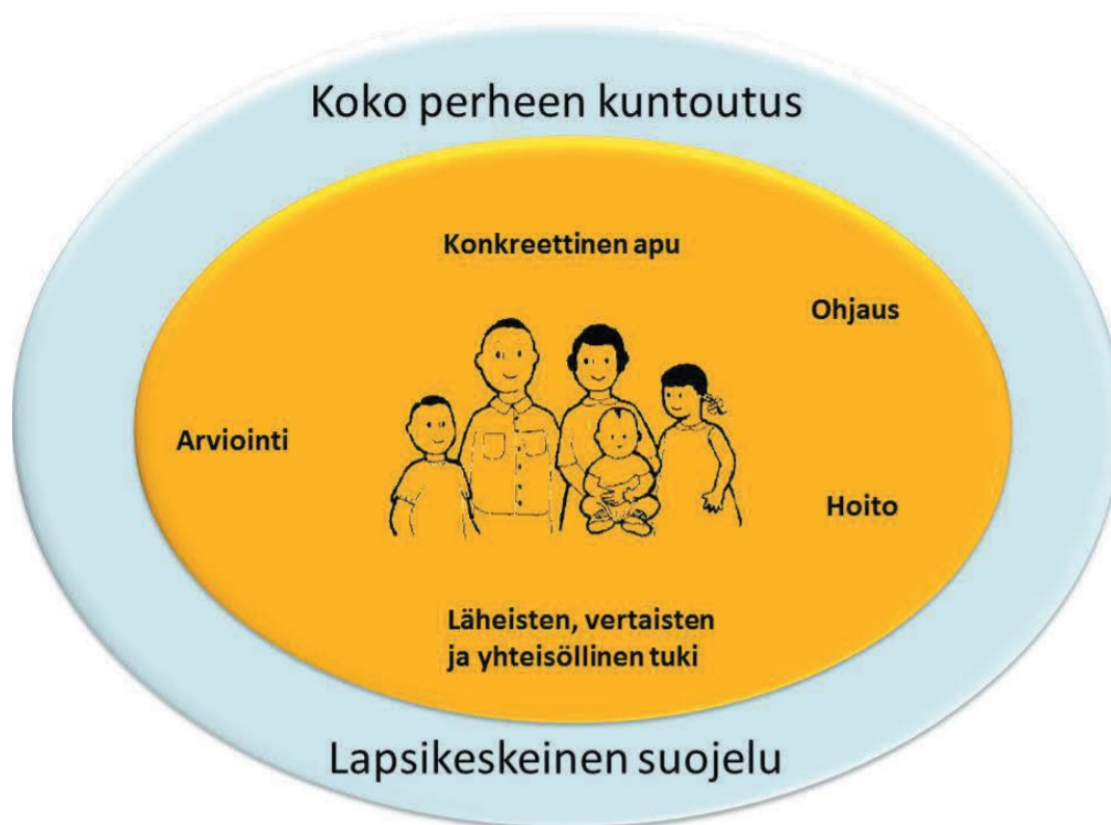 Koko perheen kuntoutus
Konkreettinen apu
Ohjaus
Arviointi
Hoito
Läheisten, vertaisten
ja yhteisöllinen tuki
Lapsikeskeinen suojelu